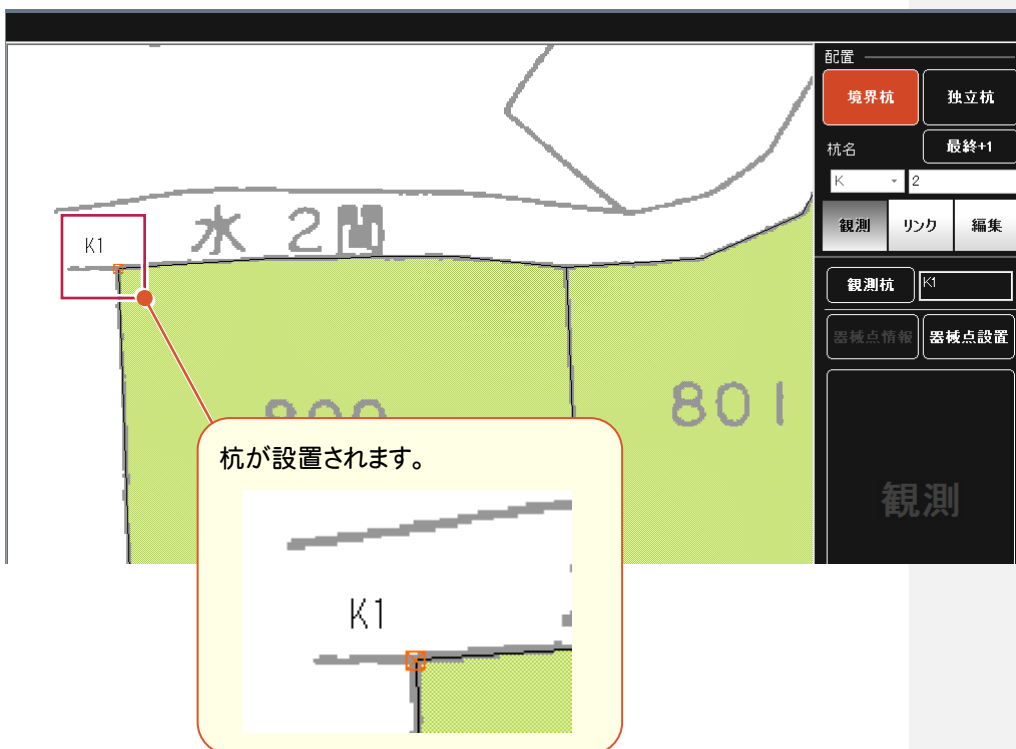 配置
境界杭
独立杭
杭名
最終+1
K
2
観測
リンク
編集
観測杭
K1
器械点情報
器械点設置
観測
K1
水 2
801
杭が設置されます。
K1